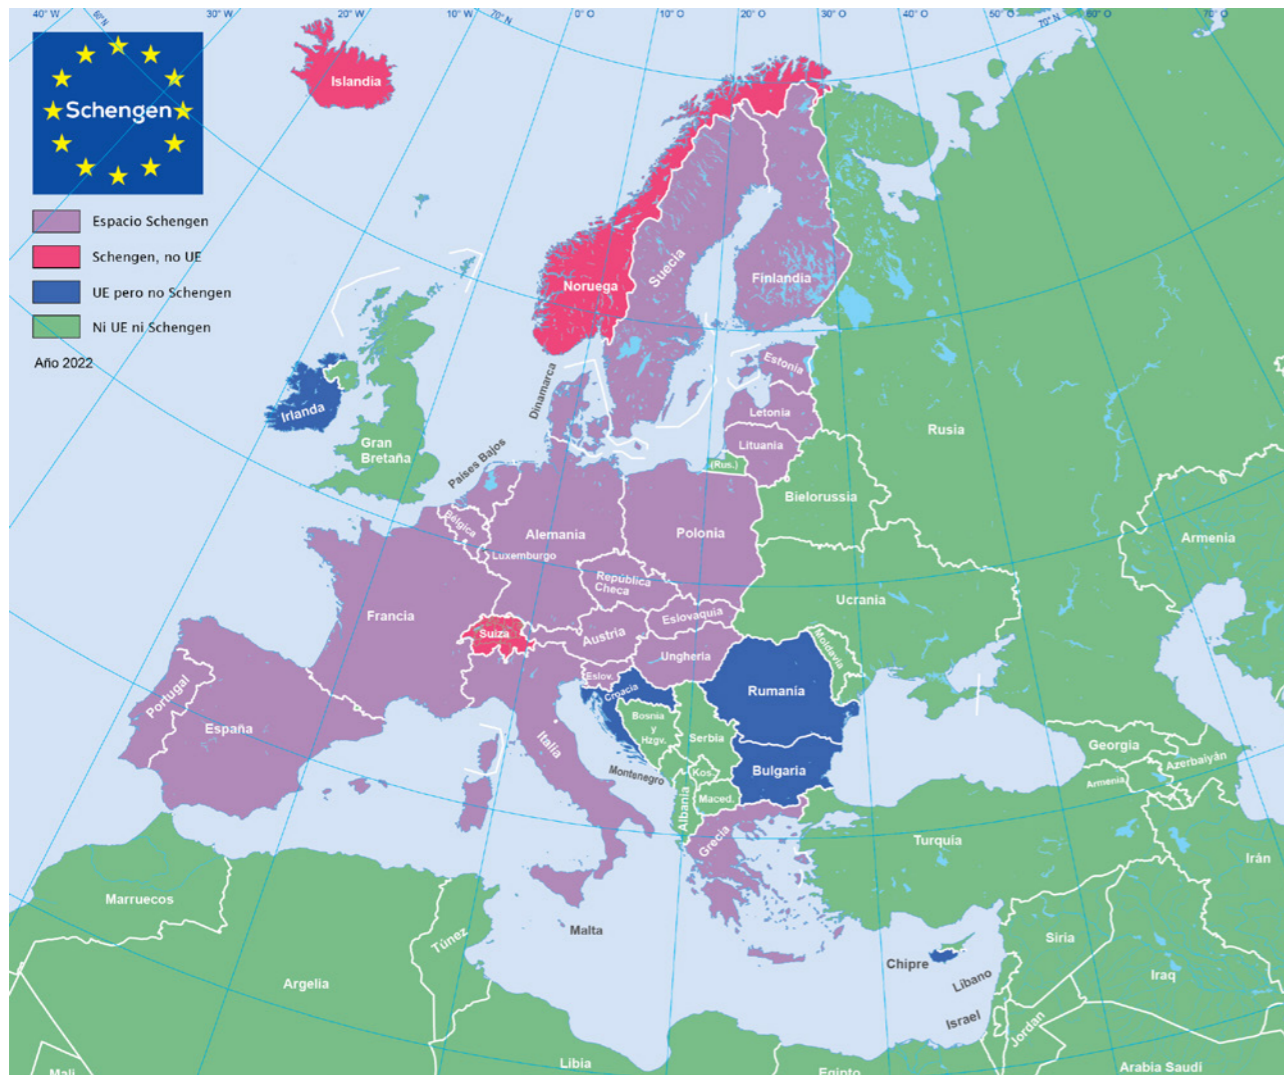 40° W
60° N
30° W
20° W
10° W
70° N
0° O
10° O
20° O
30° O
40° O
50° O
70° N
60° O
70° O
Schengen
Espacio Schengen
Schengen, no UE
UE pero no Schengen
Ni UE ni Schengen
Año 2022
Islandia
Noruega
Suecia
Finlandia
Estonia
Letonia
Lituania
(Rus.)
Rusia
Dinamarca
Irlanda
Gran
Bretaña
Países Bajos
Bélgica
Luxemburgo
Alemania
Polonia
Bielorussia
Armenia
República
Checa
Eslovaquia
Ucrania
Moldavia
Francia
Suiza
Austria
Ungheria
Eslov.
Croacia
Rumanía
Portugal
España
Italia
Bosnia
y
Hzgv.
Serbia
Bulgaria
Montenegro
Kos.
Albania
Maced.
Grecia
Georgia
Azerbaiyán
Armenia
Turquía
Irán
Marruecos
Túnez
Malta
Argelia
Siria
Chipre
Líbano
Iraq
Israel
Jordan
Mali
Libia
Egipto
Arabia Saudí